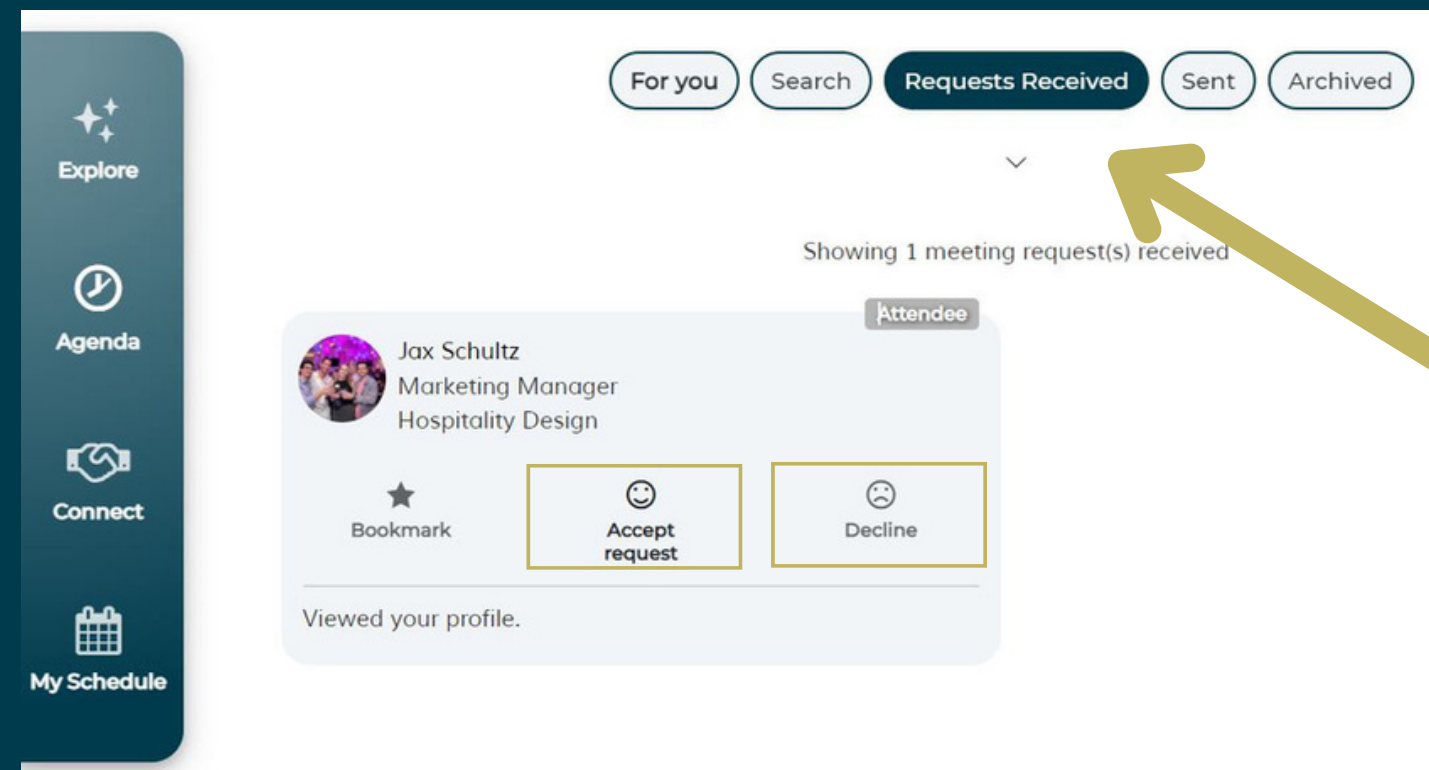 For you
Search
Requests Received
Sent
Archived
Explore
Agenda
Connect
My Schedule
Showing 1 meeting request(s) received
Attendee
Jax Schultz
Marketing Manager
Hospitality Design
Bookmark
Accept
request
Decline
Viewed your profile.